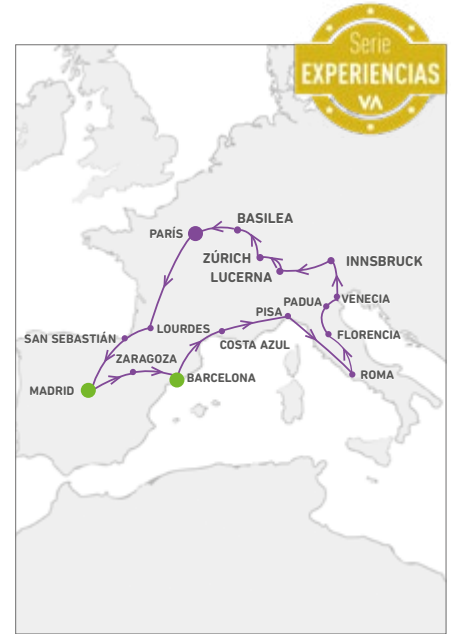 Serie
EXPERIENCIAS
VA
BASILEA
PARÍS
ZÚRICH
LUCERNA
INNSBRUCK
PADUA
VENECIA
PISA
LOURDES
SAN SEBASTIÁN
COSTA AZUL
FLORENCIA
ZARAGOZA
BARCELONA
ROMA
MADRID